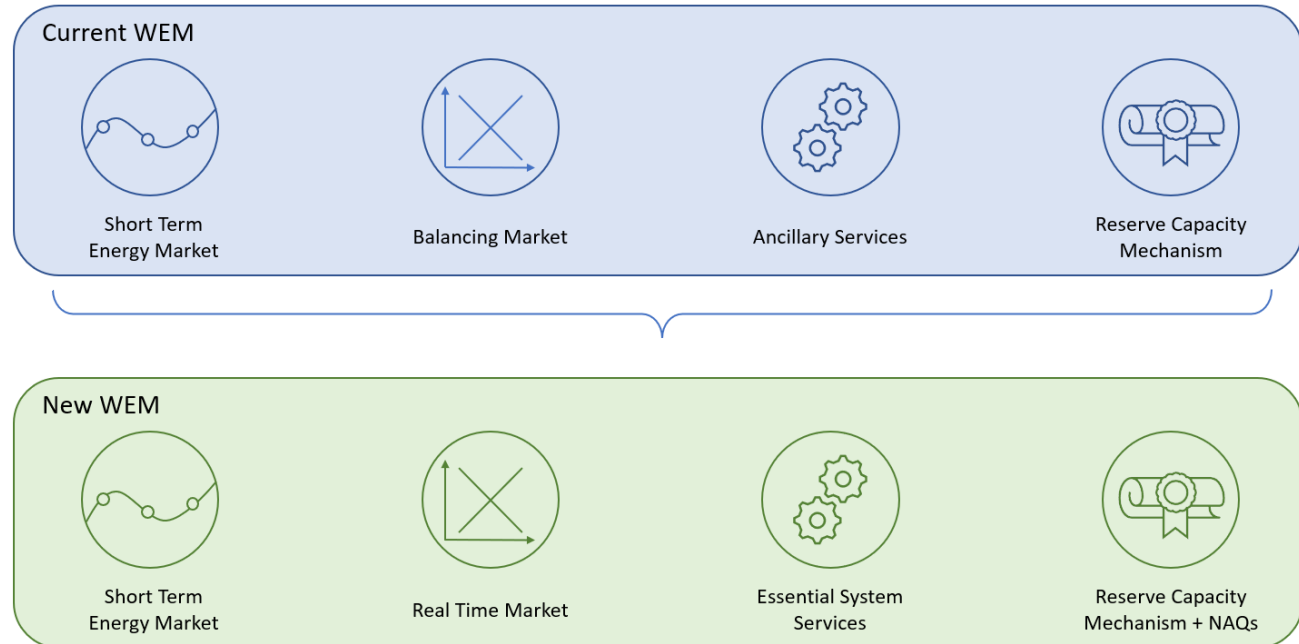 Current WEM
Short Term
Energy Market
Balancing Market
Ancillary Services
Reserve Capacity
Mechanism
New WEM
Short Term
Energy Market
Real Time Market
Essential System
Services
Reserve Capacity
Mechanism + NAQs